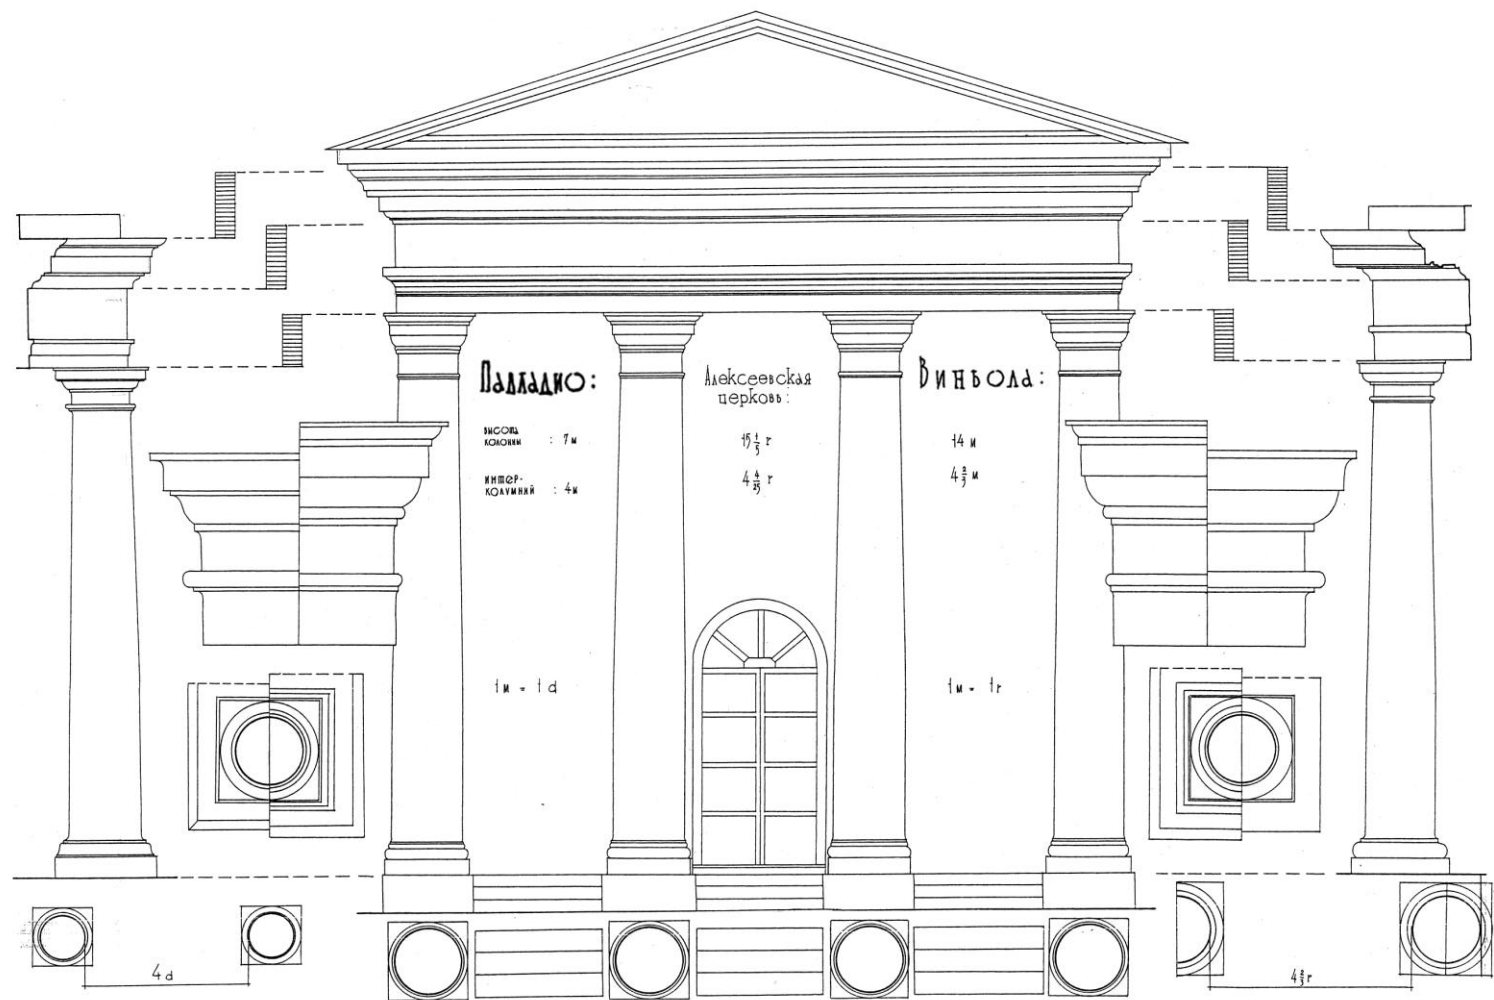 Палладио:
Алексеевская
церковь:
Виньола:
высота
колонны : 7м
15 1/5 r
14 м
интер-
колумний : 4м
4 4/25 r
4 2/3 м
1м = 1d
1м = 1r
4d
4 2/3 r